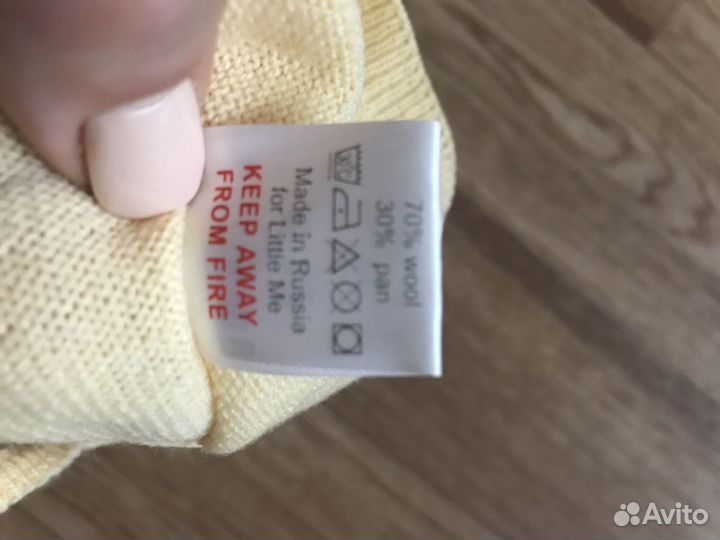 70% wool
30% pan
Made in Russia
for Little Me
KEEP AWAY
FROM FIRE
Avito